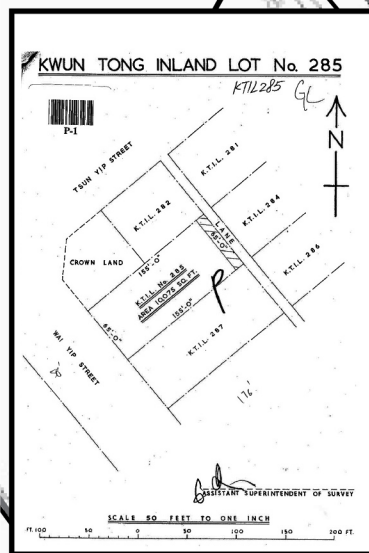 KWUN TONG INLAND LOT No. 285
KTIL285 GL
P-1
N
TSUN YIP STREET
K.T.I.L. 281
K.T.I.L. 282
LANE
K.T.I.L. 284
65'-0"
K.T.I.L. 286
CROWN LAND
155'-0"
K.T.I.L. No. 285
AREA 10075 SQ. FT.
P
65'-0"
155'-0"
K.T.I.L. 287
WAI YIP STREET
176'
ASSISTANT SUPERINTENDENT OF SURVEY
SCALE 50 FEET TO ONE INCH
FT. 100 50 0 50 100 150 200 FT.